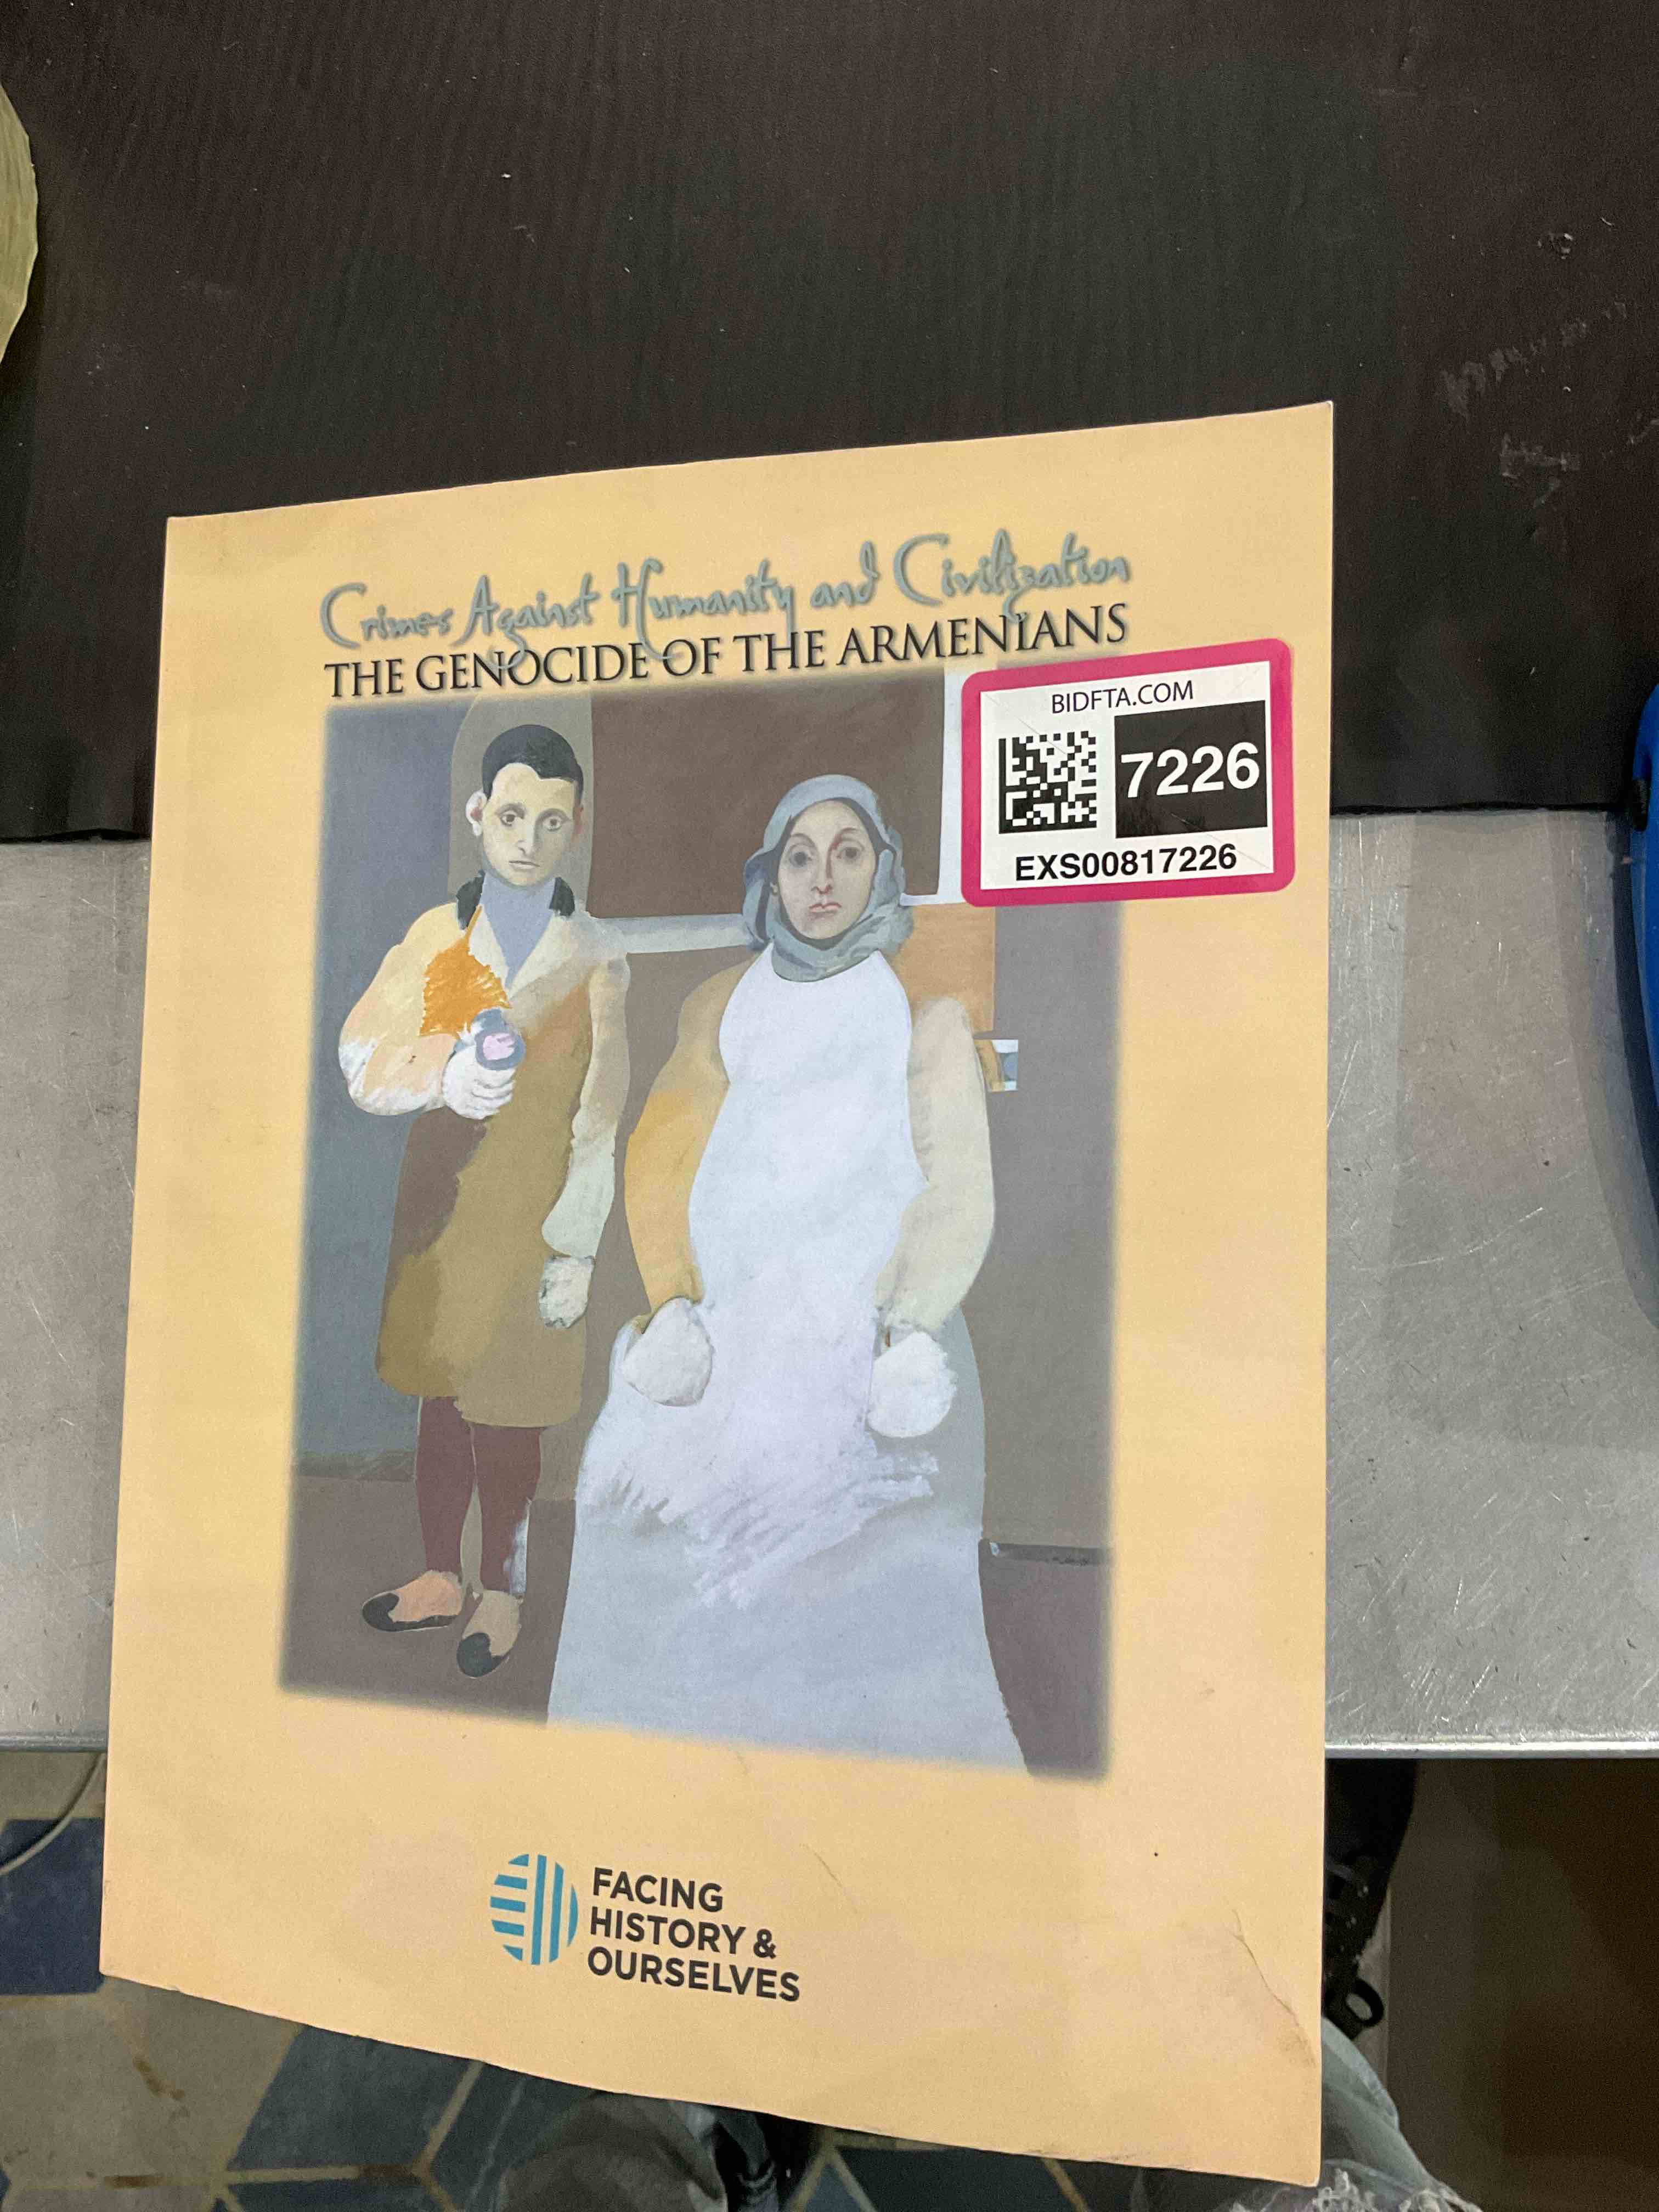 Crimes Against Humanity and Civilization
THE GENOCIDE OF THE ARMENIANS
BIDFTA.COM
7226
EXS00817226
FACING
HISTORY &
OURSELVES